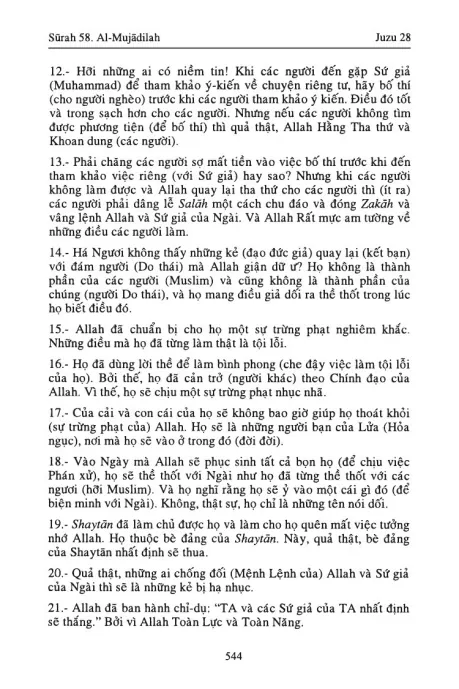 Sūrah 58. Al-Mujādilah Juzu 28
12.- Hỡi những ai có niềm tin! Khi các người đến gặp Sứ giả
(Muhammad) để tham khảo ý-kiến về chuyện riêng tư, hãy bố thí
(cho người nghèo) trước khi các người tham khảo ý kiến. Điều đó tốt
và trong sạch hơn cho các người. Nhưng nếu các người không tìm
được phương tiện (để bố thí) thì quả thật, Allah Hằng Tha thứ và
Khoan dung (các người).
13.- Phải chăng các người sợ mất tiền vào việc bố thí trước khi đến
tham khảo việc riêng (với Sứ giả) hay sao? Nhưng khi các người
không làm được và Allah quay lại tha thứ cho các người thì (ít ra)
các người phải dâng lễ Salāh một cách chu đáo và đóng Zakāh và
vâng lệnh Allah và Sứ giả của Ngài. Và Allah Rất mực am tường về
những điều các người làm.
14.- Há Ngươi không thấy những kẻ (đạo đức giả) quay lại (kết bạn)
với đám người (Do thái) mà Allah giận dữ ư? Họ không là thành
phần của các người (Muslim) và cũng không là thành phần của
chúng (người Do thái), và họ mang điều giả dối ra thề thốt trong lúc
họ biết điều đó.
15.- Allah đã chuẩn bị cho họ một sự trừng phạt nghiêm khắc.
Những điều mà họ đã từng làm thật là tội lỗi.
16.- Họ đã dùng lời thề để làm bình phong (che đậy việc làm tội lỗi
của họ). Bởi thế, họ đã cản trở (người khác) theo Chính đạo của
Allah. Vì thế, họ sẽ chịu một sự trừng phạt nhục nhã.
17.- Của cải và con cái của họ sẽ không bao giờ giúp họ thoát khỏi
(sự trừng phạt của) Allah. Họ sẽ là những người bạn của Lửa (Hỏa
ngục), nơi mà họ sẽ vào ở trong đó (đời đời).
18.- Vào Ngày mà Allah sẽ phục sinh tất cả bọn họ (để chịu việc
Phán xử), họ sẽ thề thốt với Ngài như họ đã từng thề thốt với các
ngươi (hỡi Muslim). Và họ nghĩ rằng họ sẽ ỷ vào một cái gì đó (để
biện minh với Ngài). Không, thật sự, họ chỉ là những tên nói dối.
19.- Shaytān đã làm chủ được họ và làm cho họ quên mất việc tưởng
nhớ Allah. Họ thuộc bè đảng của Shaytān. Này, quả thật, bè đảng
của Shaytān nhất định sẽ thua.
20.- Quả thật, những ai chống đối (Mệnh Lệnh của) Allah và Sứ giả
của Ngài thì sẽ là những kẻ bị hạ nhục.
21.- Allah đã ban hành chỉ-dụ: “TA và các Sứ giả của TA nhất định
sẽ thắng.” Bởi vì Allah Toàn Lực và Toàn Năng.
544